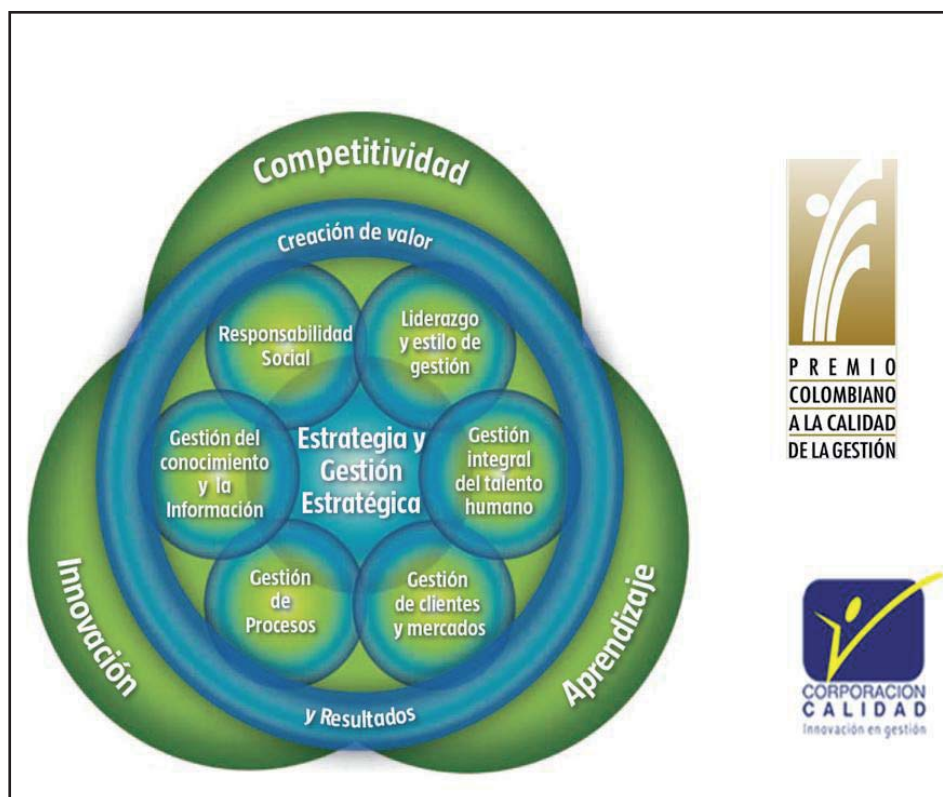 Competitividad
Creación de valor
Responsabilidad
Social
Liderazgo
y estilo de
gestión
Gestión del
conocimiento
y la
Información
Estrategia y
Gestión
Estratégica
Gestión
integral
del talento
humano
Gestión
de
Procesos
Gestión
de clientes
y mercados
Innovación
Aprendizaje
y Resultados
PREMIO
COLOMBIANO
A LA CALIDAD
DE LA GESTIÓN
CORPORACION
CALIDAD
Innovación en gestión